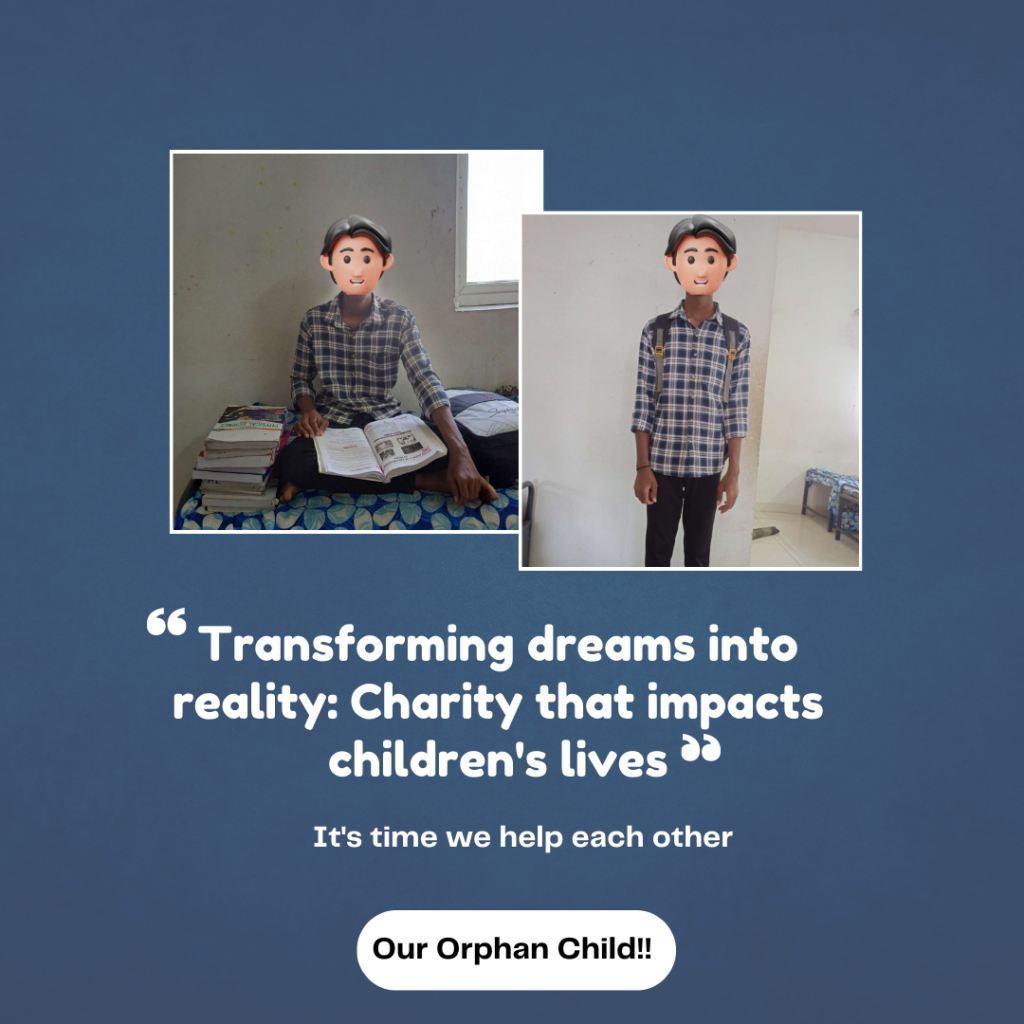 “ Transforming dreams into
reality: Charity that impacts
children's lives ”
It's time we help each other
Our Orphan Child!!